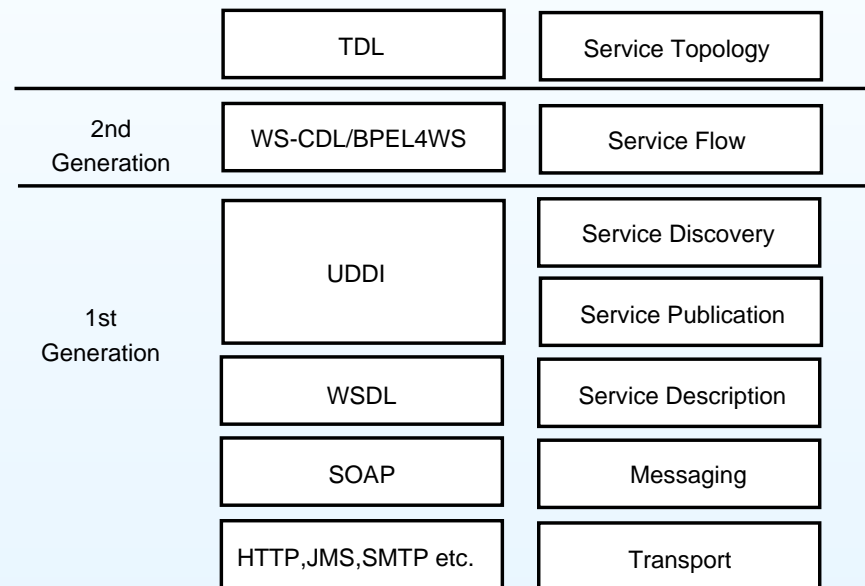 TDL
Service Topology
2nd
Generation
WS-CDL/BPEL4WS
Service Flow
1st
Generation
UDDI
Service Discovery
Service Publication
WSDL
Service Description
SOAP
Messaging
HTTP,JMS,SMTP etc.
Transport